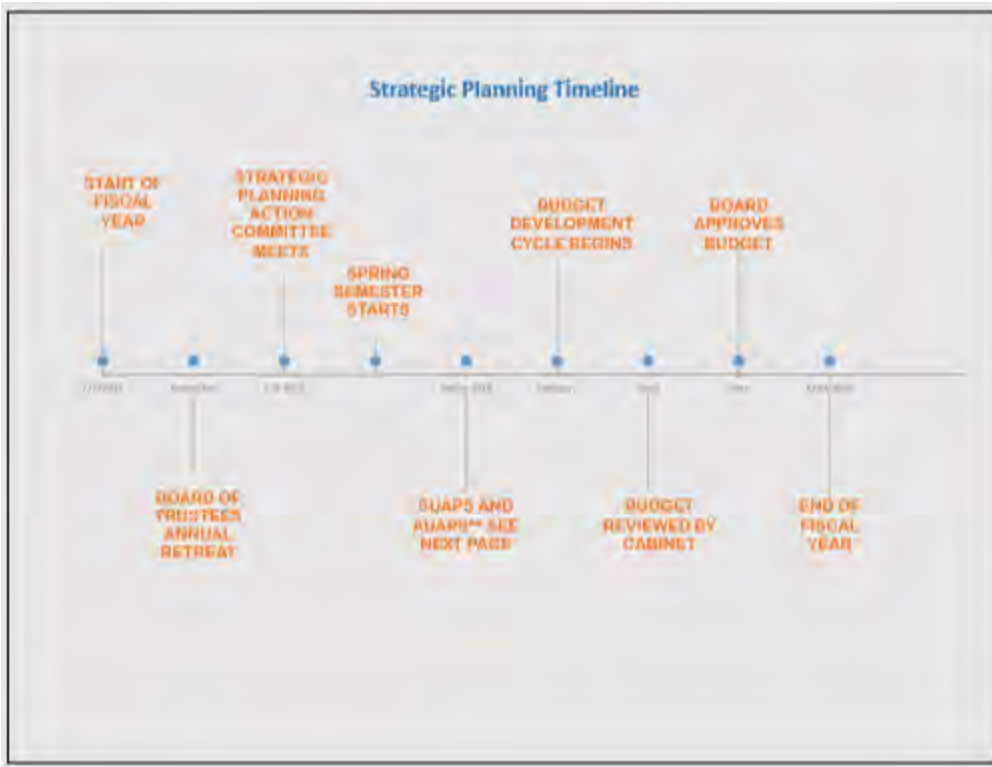 Strategic Planning Timeline
START OF
FISCAL
YEAR
STRATEGIC
PLANNING
ACTION
COMMITTEE
MEETS
SPRING
SEMESTER
STARTS
BUDGET
DEVELOPMENT
CYCLE BEGINS
BOARD
APPROVES
BUDGET
BOARD OF
TRUSTEES
ANNUAL
RETREAT
SUAPS AND
AUAPS** SEE
NEXT PAGE
BUDGET
REVIEWED BY
CABINET
END OF
FISCAL
YEAR